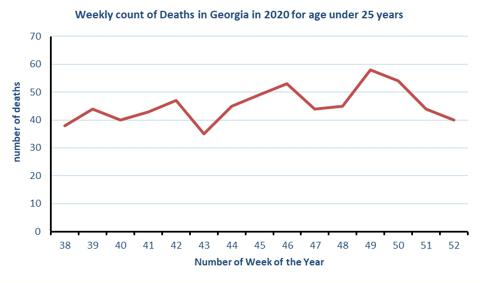 Weekly count of Deaths in Georgia in 2020 for age under 25 years
70
60
50
40
30
20
10
0
number of deaths
38 39 40 41 42 43 44 45 46 47 48 49 50 51 52
Number of Week of the Year